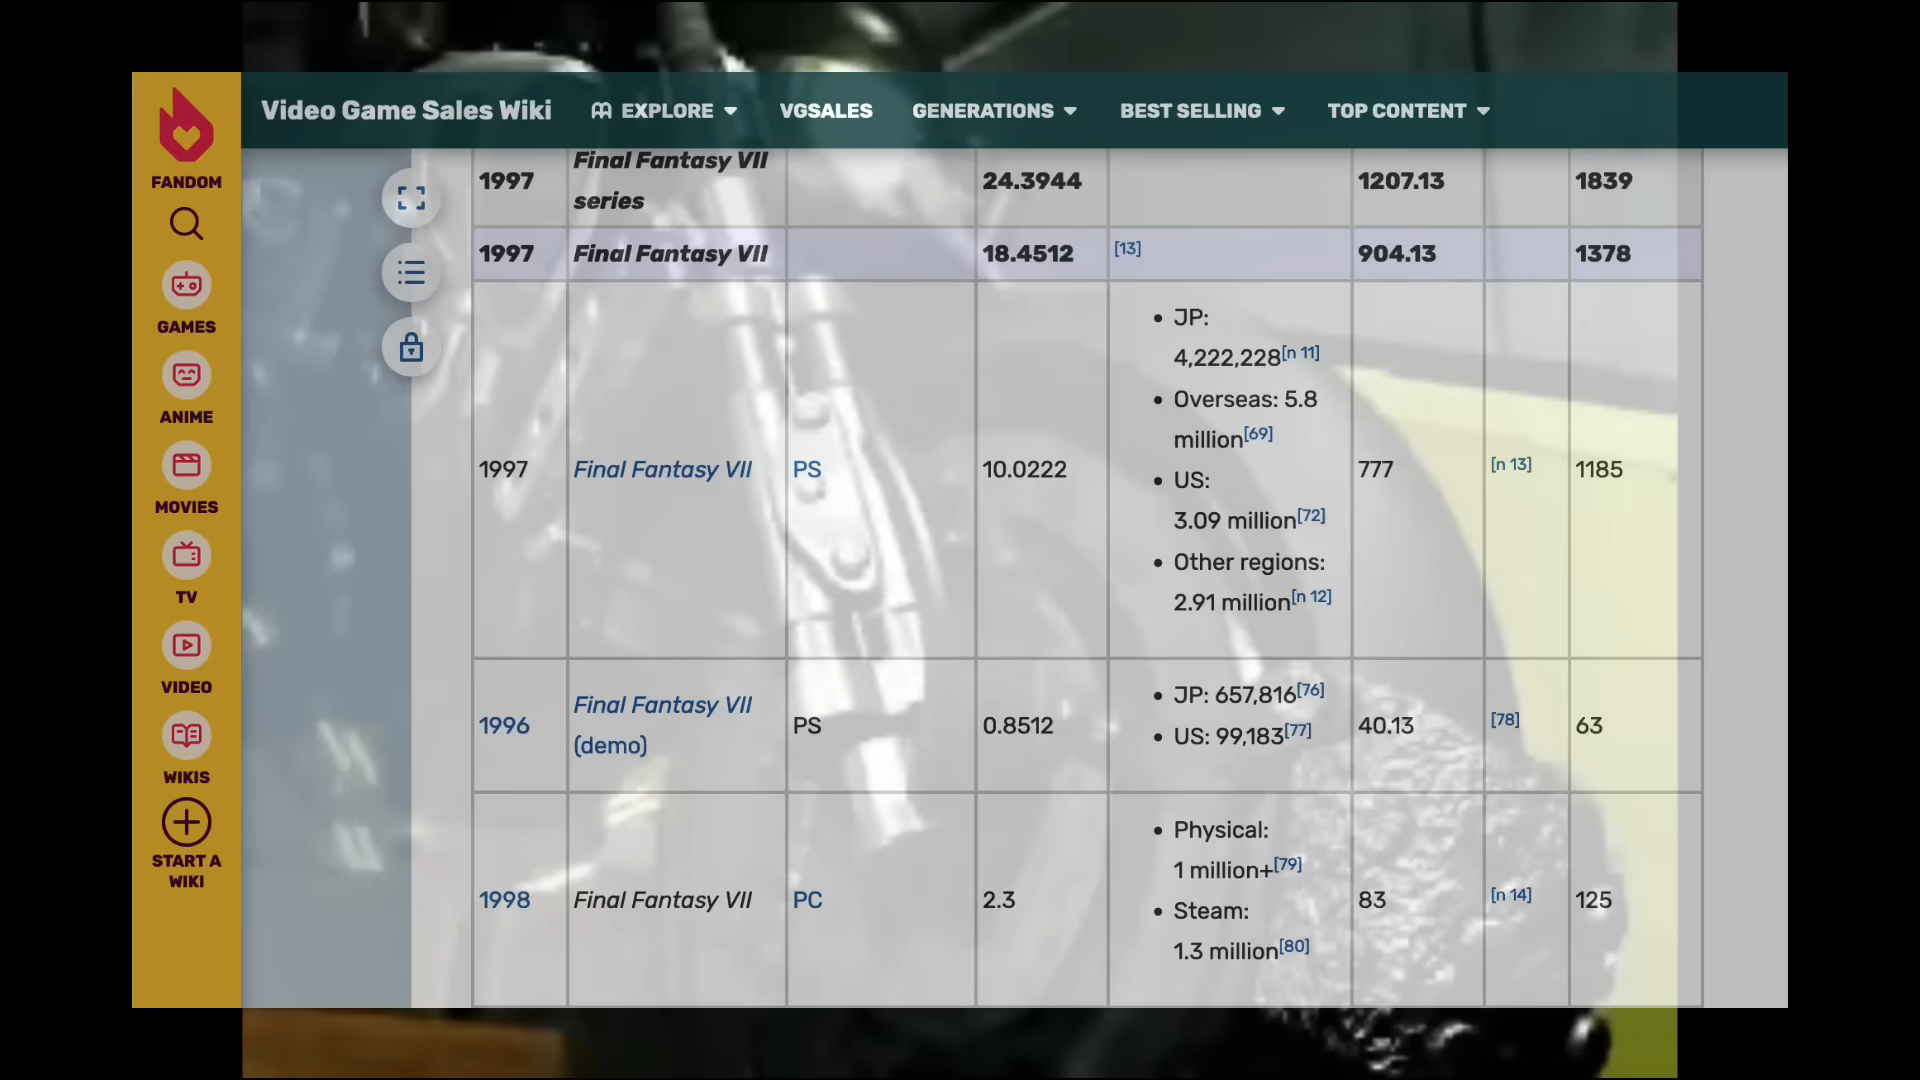 Video Game Sales Wiki
EXPLORE
VGSALES
GENERATIONS
BEST SELLING
TOP CONTENT
FANDOM
GAMES
ANIME
MOVIES
TV
VIDEO
WIKIS
START A
WIKI
1997
Final Fantasy VII
series
24.3944
1207.13
1839
1997
Final Fantasy VII
18.4512
[13]
904.13
1378
1997
Final Fantasy VII
PS
10.0222
JP:
4,222,228[n 11]
Overseas: 5.8
million[69]
US:
3.09 million[72]
Other regions:
2.91 million[n 12]
777
[n 13]
1185
1996
Final Fantasy VII
(demo)
PS
0.8512
JP: 657,816[76]
US: 99,183[77]
40.13
[78]
63
1998
Final Fantasy VII
PC
2.3
Physical:
1 million+[79]
Steam:
1.3 million[80]
83
[n 14]
125